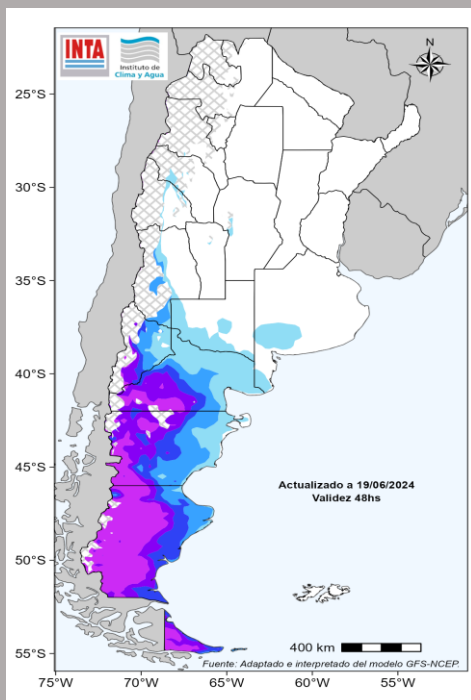 INTA
Instituto de
Clima y Agua
N
25°S
30°S
35°S
40°S
45°S
50°S
55°S
Actualizado a 19/06/2024
Validez 48hs
400 km
Fuente: Adaptado e interpretado del modelo GFS-NCEP.
75°W
70°W
65°W
60°W
55°W